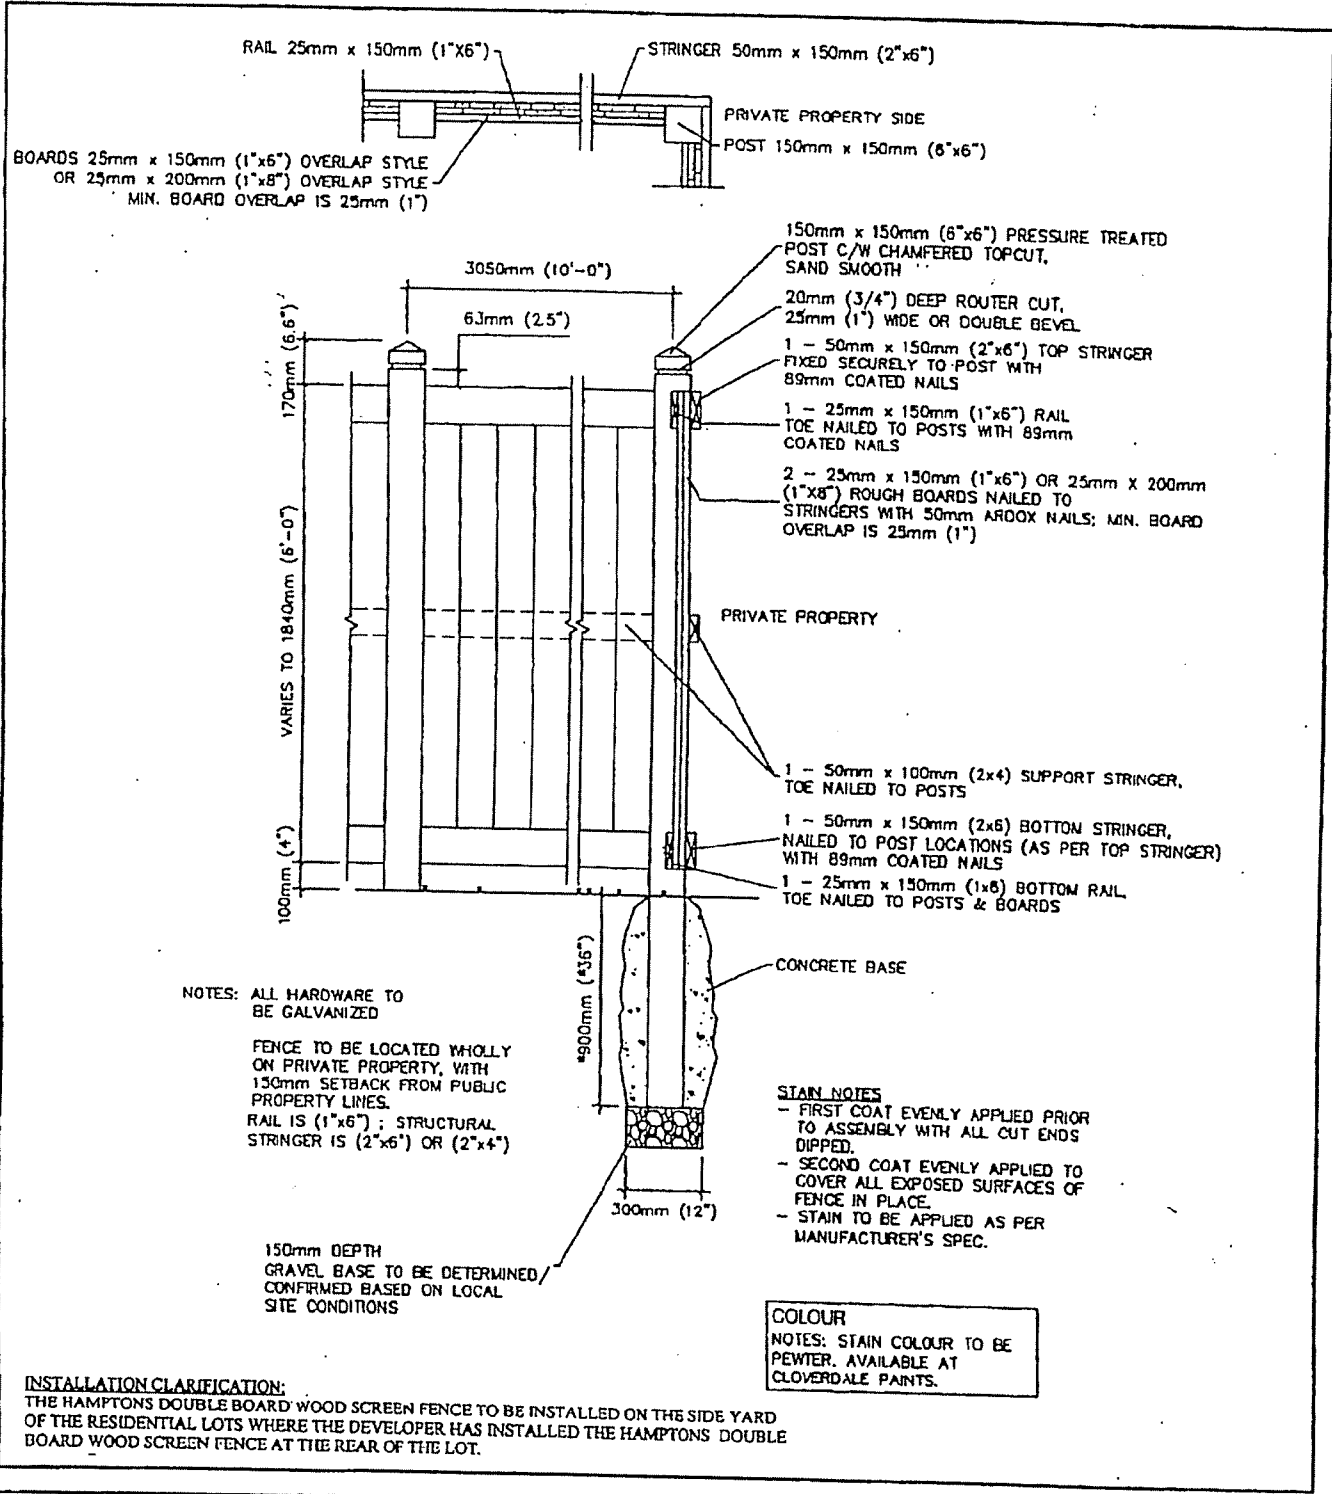 RAIL 25mm x 150mm (1"X6")
STRINGER 50mm x 150mm (2"x6")
PRIVATE PROPERTY SIDE
POST 150mm x 150mm (6"x6")
BOARDS 25mm x 150mm (1"x6") OVERLAP STYLE
OR 25mm x 200mm (1"x8") OVERLAP STYLE
MIN. BOARD OVERLAP IS 25mm (1")
150mm x 150mm (6"x6") PRESSURE TREATED
POST C/W CHAMFERED TOPCUT,
SAND SMOOTH
3050mm (10'-0")
63mm (2.5")
20mm (3/4") DEEP ROUTER CUT,
25mm (1") WIDE OR DOUBLE BEVEL
1 - 50mm x 150mm (2"x6") TOP STRINGER
FIXED SECURELY TO POST WITH
89mm COATED NAILS
1 - 25mm x 150mm (1"x6") RAIL
TOE NAILED TO POSTS WITH 89mm
COATED NAILS
2 - 25mm x 150mm (1"x6") OR 25mm X 200mm
(1"X8") ROUGH BOARDS NAILED TO
STRINGERS WITH 50mm ARDOX NAILS; MIN. BOARD
OVERLAP IS 25mm (1")
170mm (6.6")
VARIES TO 1840mm (6'-0")
100mm (4")
PRIVATE PROPERTY
1 - 50mm x 100mm (2x4) SUPPORT STRINGER,
TOE NAILED TO POSTS
1 - 50mm x 150mm (2x6) BOTTOM STRINGER,
NAILED TO POST LOCATIONS (AS PER TOP STRINGER)
WITH 89mm COATED NAILS
1 - 25mm x 150mm (1x6) BOTTOM RAIL
TOE NAILED TO POSTS & BOARDS
*900mm (*36")
CONCRETE BASE
NOTES: ALL HARDWARE TO
BE GALVANIZED
FENCE TO BE LOCATED WHOLLY
ON PRIVATE PROPERTY, WITH
150mm SETBACK FROM PUBLIC
PROPERTY LINES.
RAIL IS (1"x6") ; STRUCTURAL
STRINGER IS (2"x6") OR (2"x4")
300mm (12")
150mm DEPTH
GRAVEL BASE TO BE DETERMINED/
CONFIRMED BASED ON LOCAL
SITE CONDITIONS
STAIN NOTES
- FIRST COAT EVENLY APPLIED PRIOR
TO ASSEMBLY WITH ALL CUT ENDS
DIPPED.
- SECOND COAT EVENLY APPLIED TO
COVER ALL EXPOSED SURFACES OF
FENCE IN PLACE.
- STAIN TO BE APPLIED AS PER
MANUFACTURER'S SPEC.
COLOUR
NOTES: STAIN COLOUR TO BE
PEWTER. AVAILABLE AT
CLOVERDALE PAINTS.
INSTALLATION CLARIFICATION:
THE HAMPTONS DOUBLE BOARD WOOD SCREEN FENCE TO BE INSTALLED ON THE SIDE YARD
OF THE RESIDENTIAL LOTS WHERE THE DEVELOPER HAS INSTALLED THE HAMPTONS DOUBLE
BOARD WOOD SCREEN FENCE AT THE REAR OF THE LOT.